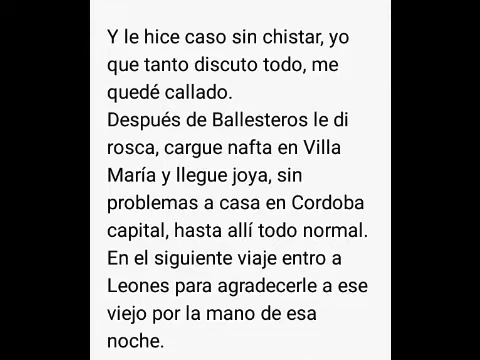 Y le hice caso sin chistar, yo
que tanto discuto todo, me
quedé callado.
Después de Ballesteros le di
rosca, cargue nafta en Villa
María y llegue joya, sin
problemas a casa en Cordoba
capital, hasta allí todo normal.
En el siguiente viaje entro a
Leones para agradecerle a ese
viejo por la mano de esa
noche.